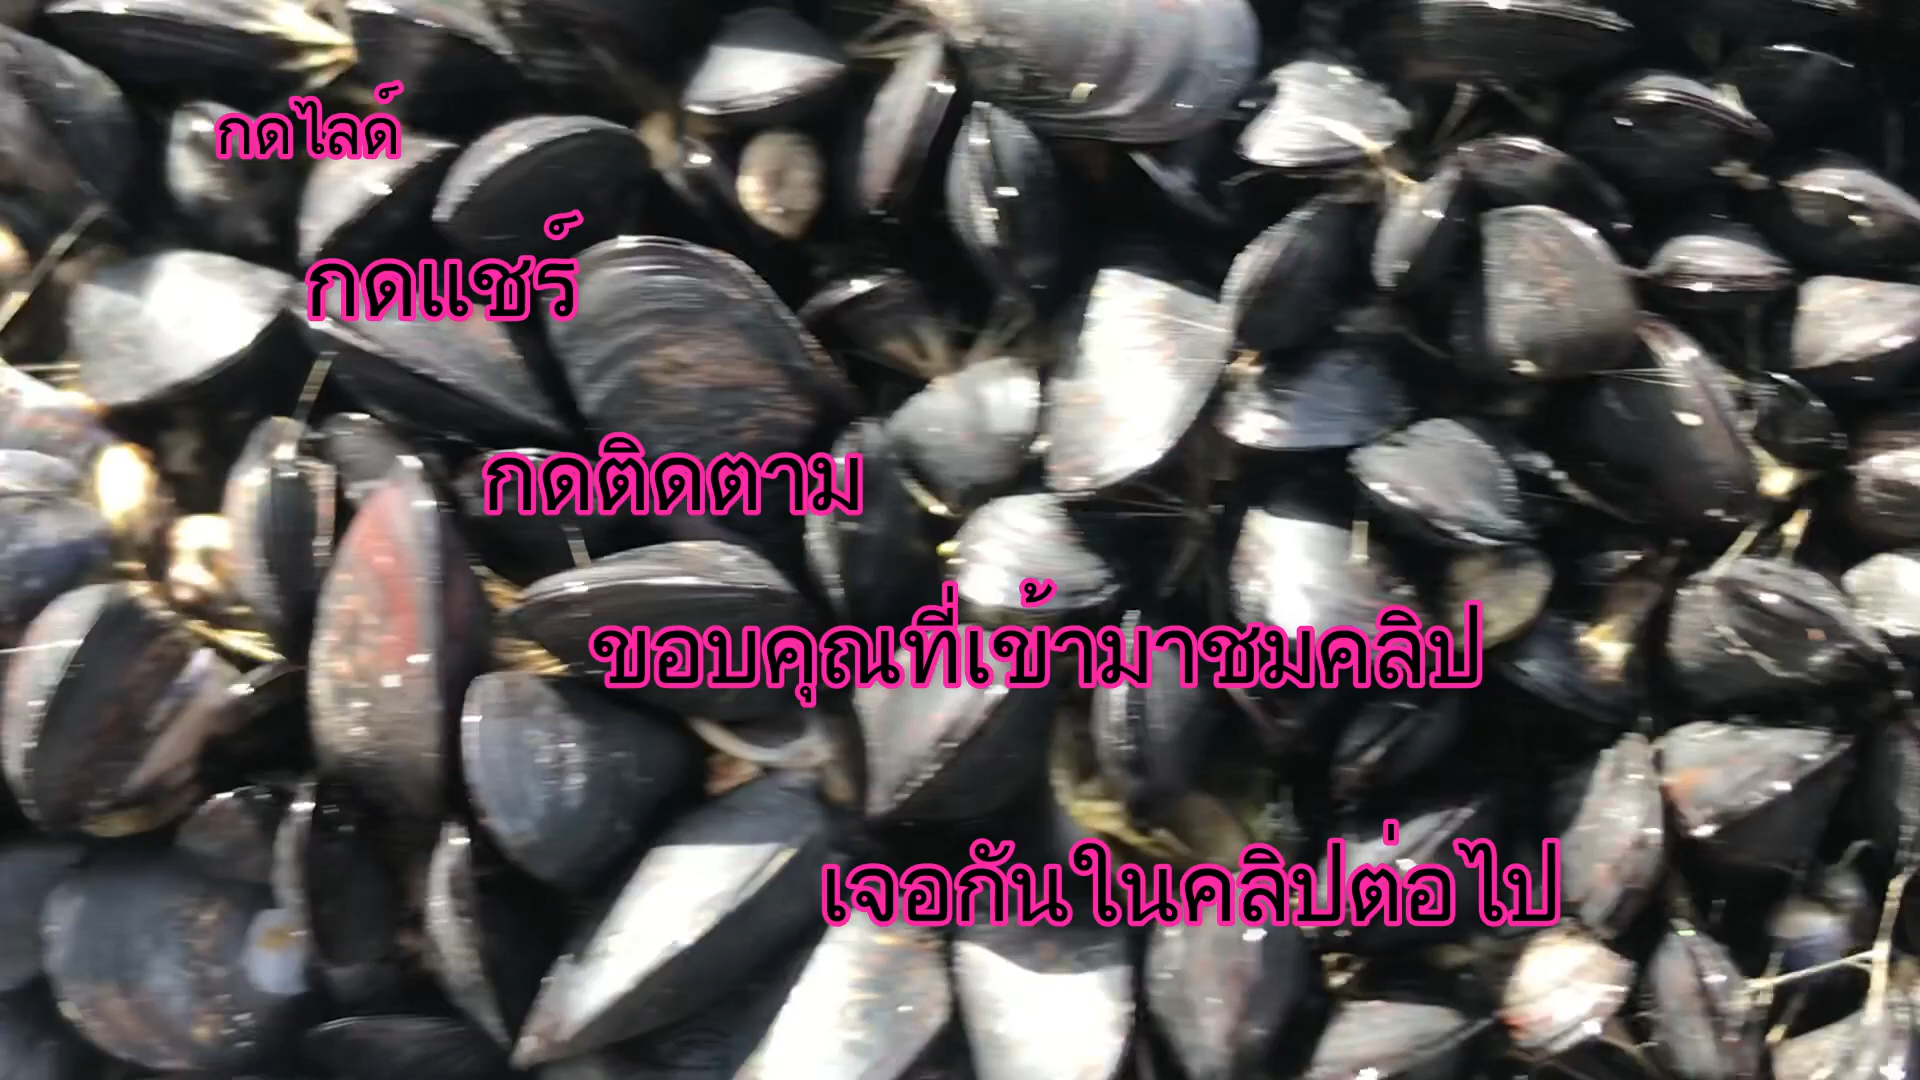 กดไลด์
กดแชร์
กดติดตาม
ขอบคุณที่เข้ามาชมคลิป
เจอกันในคลิปต่อไป